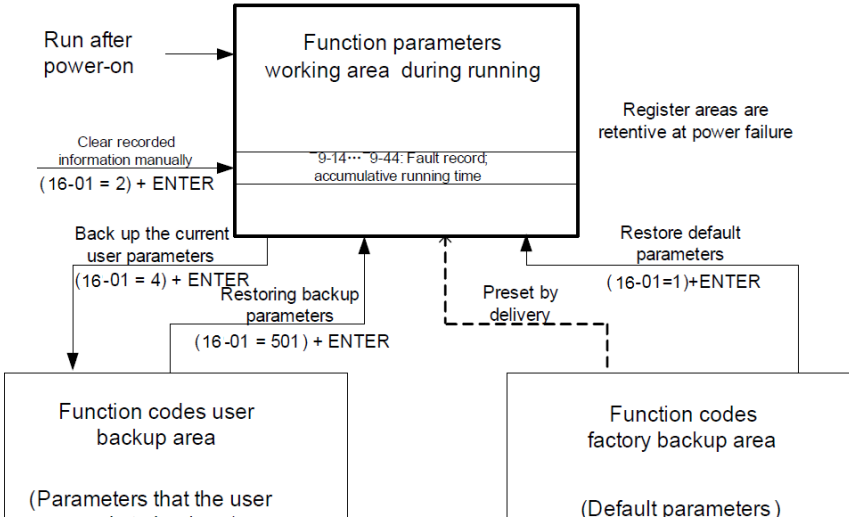 Run after
power-on
Function parameters
working area during running
Register areas are
retentive at power failure
Clear recorded
information manually
(16-01 = 2) + ENTER
‾9-14··· ‾9-44: Fault record;
accumulative running time
Back up the current
user parameters
(16-01 = 4) + ENTER
Restoring backup
parameters
(16-01 = 501) + ENTER
Preset by
delivery
Restore default
parameters
(16-01=1)+ENTER
Function codes user
backup area
(Parameters that the user
Function codes
factory backup area
(Default parameters)